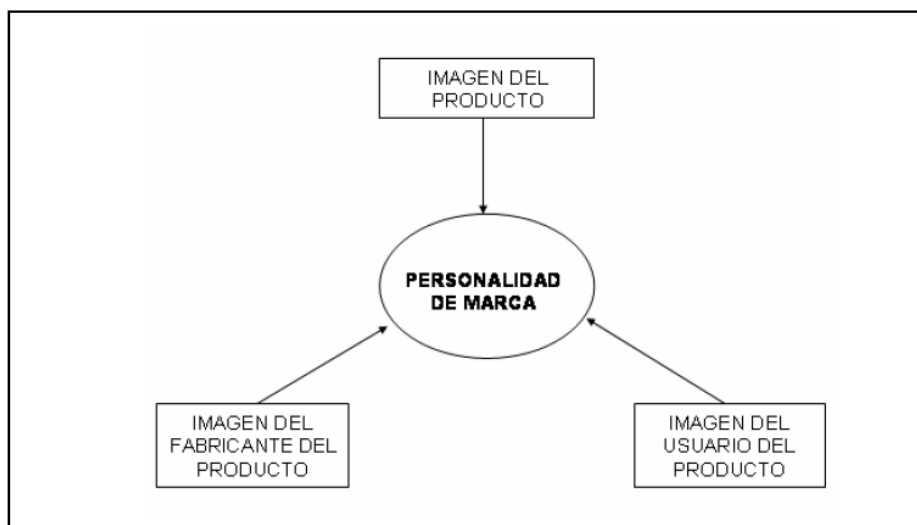 IMAGEN DEL
PRODUCTO
PERSONALIDAD
DE MARCA
IMAGEN DEL
FABRICANTE DEL
PRODUCTO
IMAGEN DEL
USUARIO DEL
PRODUCTO